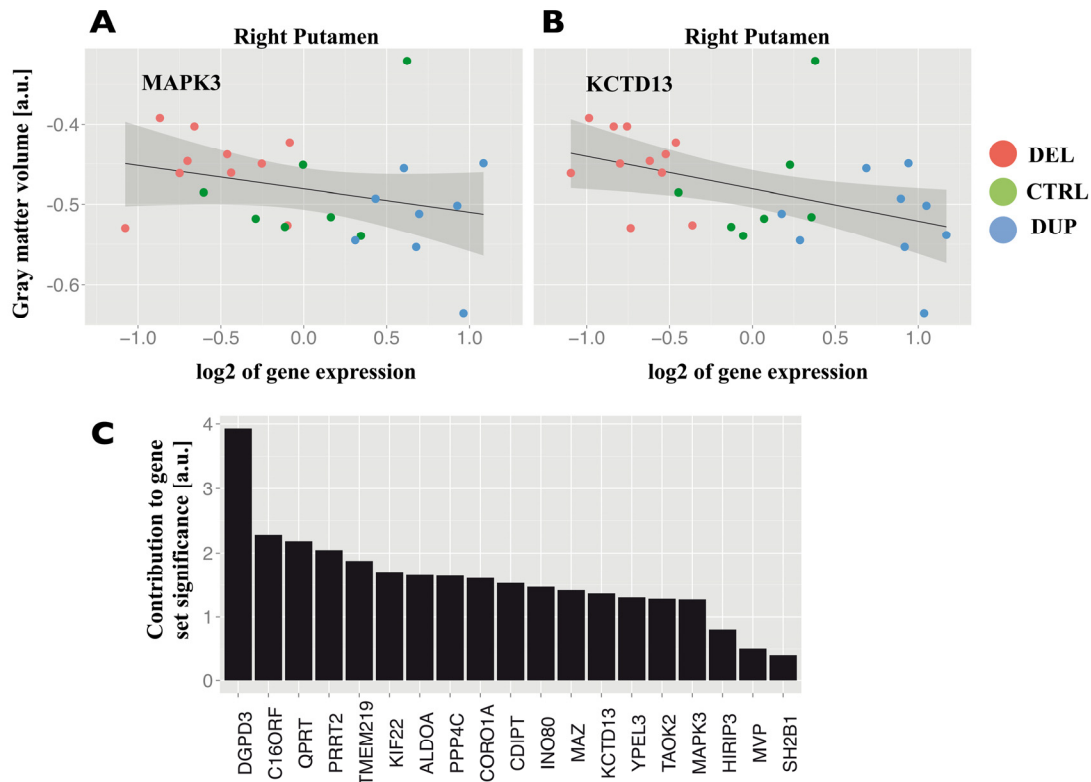 A
B
Right Putamen
Right Putamen
Gray matter volume [a.u.]
MAPK3
KCTD13
-0.4
-0.5
-0.6
DEL
CTRL
DUP
−1.0 −0.5 0.0 0.5 1.0
−1.0 −0.5 0.0 0.5 1.0
log2 of gene expression
log2 of gene expression
C
Contribution to gene
set significance [a.u.]
4
3
2
1
0
DGPD3
C16ORF
QPRT
PRRT2
TMEM219
KIF22
ALDOA
PPP4C
CORO1A
CDIPT
INO80
MAZ
KCTD13
YPEL3
TAOK2
MAPK3
HIRIP3
MVP
SH2B1